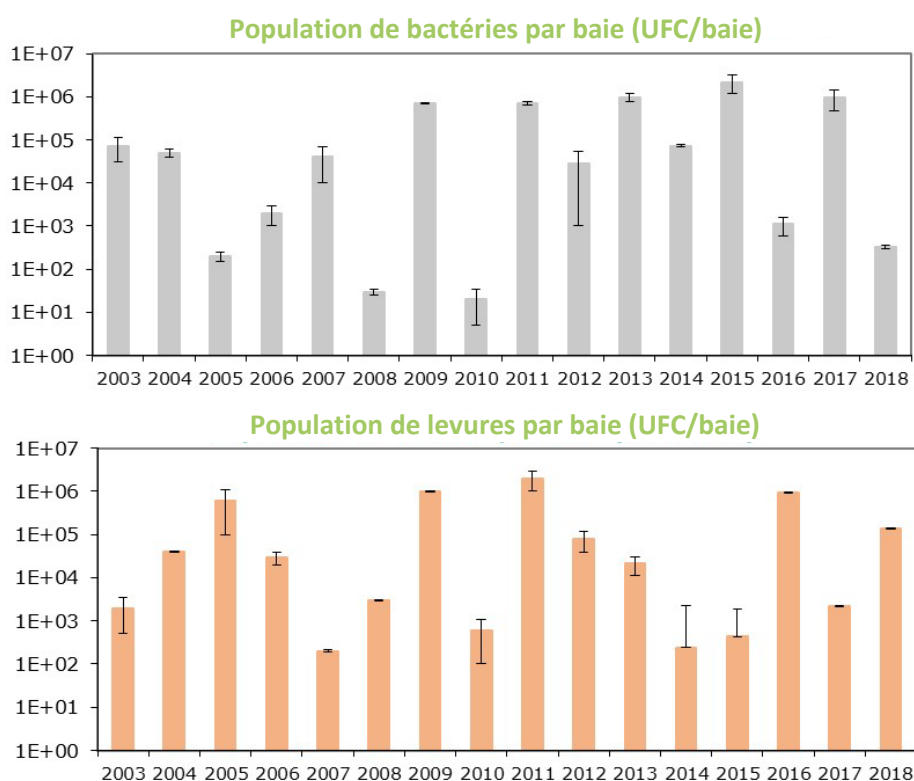 Population de bactéries par baie (UFC/baie)
1E+07
1E+06
1E+05
1E+04
1E+03
1E+02
1E+01
1E+00
2003 2004 2005 2006 2007 2008 2009 2010 2011 2012 2013 2014 2015 2016 2017 2018
Population de levures par baie (UFC/baie)
1E+07
1E+06
1E+05
1E+04
1E+03
1E+02
1E+01
1E+00
2003 2004 2005 2006 2007 2008 2009 2010 2011 2012 2013 2014 2015 2016 2017 2018